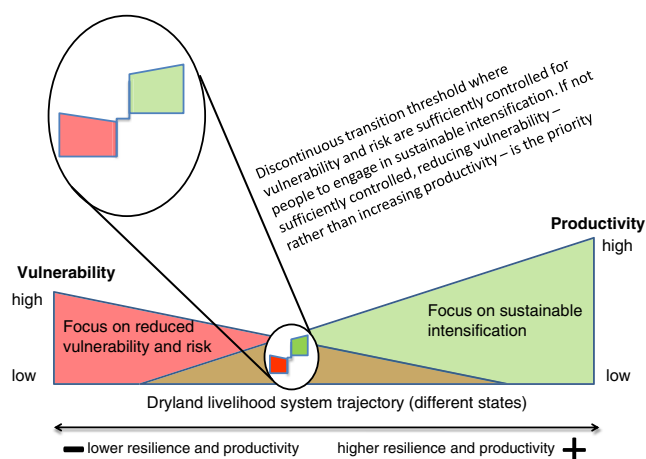 Discontinuous transition threshold where
vulnerability and risk are sufficiently controlled for
people to engage in sustainable intensification. If not
sufficiently controlled, reducing vulnerability –
rather than increasing productivity – is the priority
Productivity
high
Vulnerability
high
Focus on reduced
vulnerability and risk
Focus on sustainable
intensification
low
low
Dryland livelihood system trajectory (different states)
− lower resilience and productivity
higher resilience and productivity +